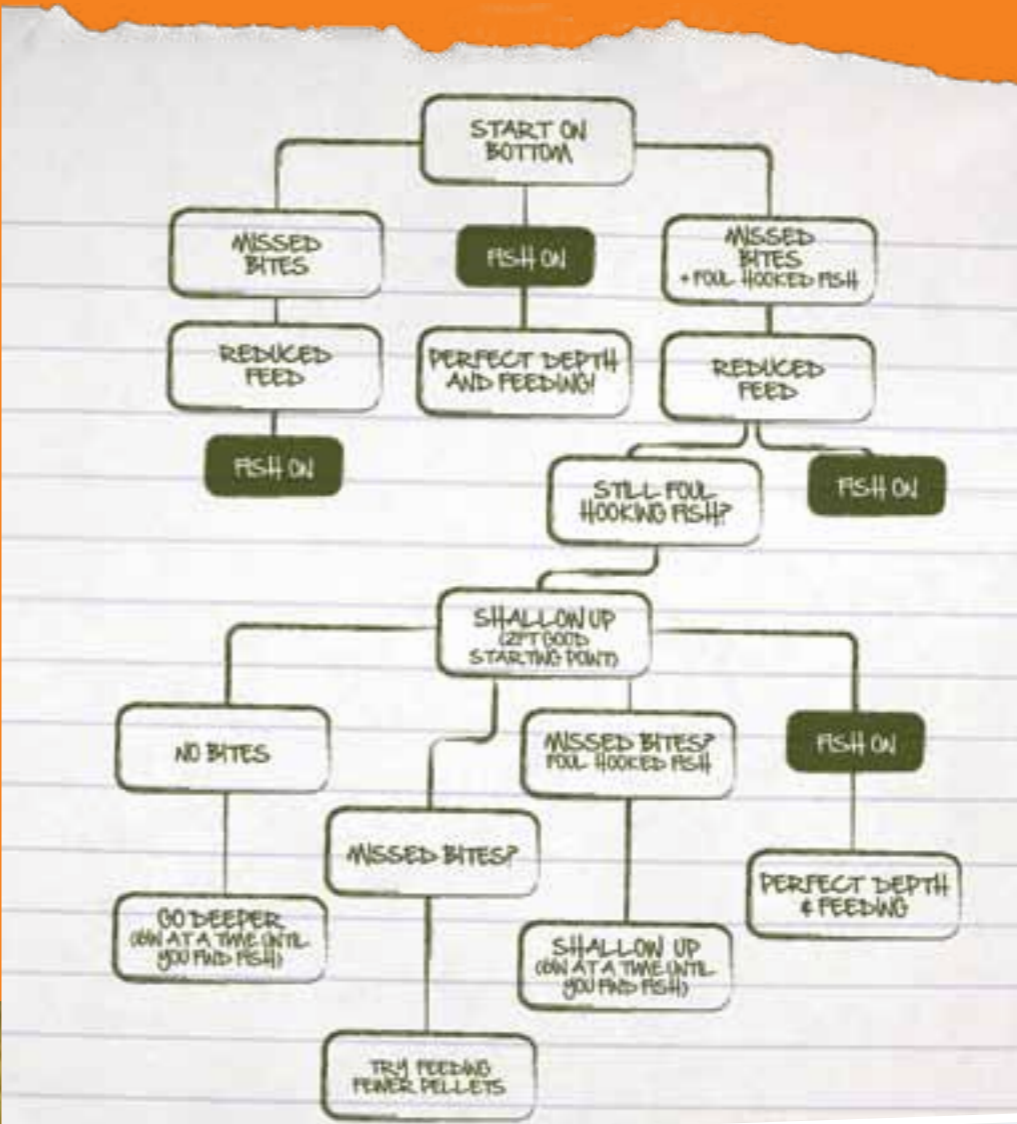 START ON
BOTTOM
MISSED
BITES
FISH ON
MISSED
BITES
+ FOUL HOOKED FISH
REDUCED
FEED
PERFECT DEPTH
AND FEEDING!
REDUCED
FEED
FISH ON
STILL FOUL
HOOKING FISH?
FISH ON
SHALLOW UP
(2FT GOOD
STARTING POINT)
NO BITES
MISSED BITES?
FOUL HOOKED FISH
FISH ON
MISSED BITES?
PERFECT DEPTH
& FEEDING
GO DEEPER
(6IN AT A TIME UNTIL
YOU FIND FISH)
SHALLOW UP
(6IN AT A TIME UNTIL
YOU FIND FISH)
TRY FEEDING
FEWER PELLETS